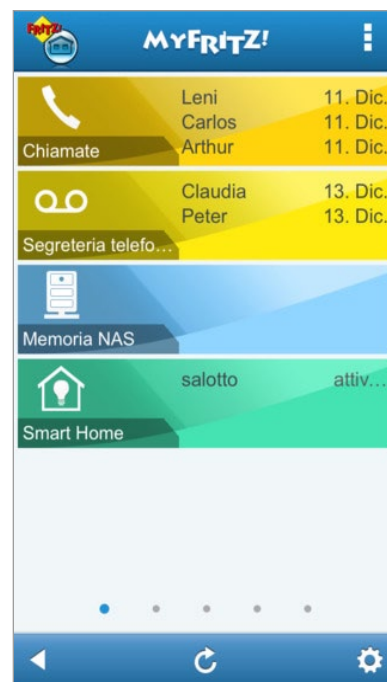 FRITZ!
MYFRITZ!
Leni 11. Dic.
Carlos 11. Dic.
Arthur 11. Dic.
Chiamate
Claudia 13. Dic.
Peter 13. Dic.
Segreteria telefo...
Memoria NAS
salotto attiv...
Smart Home